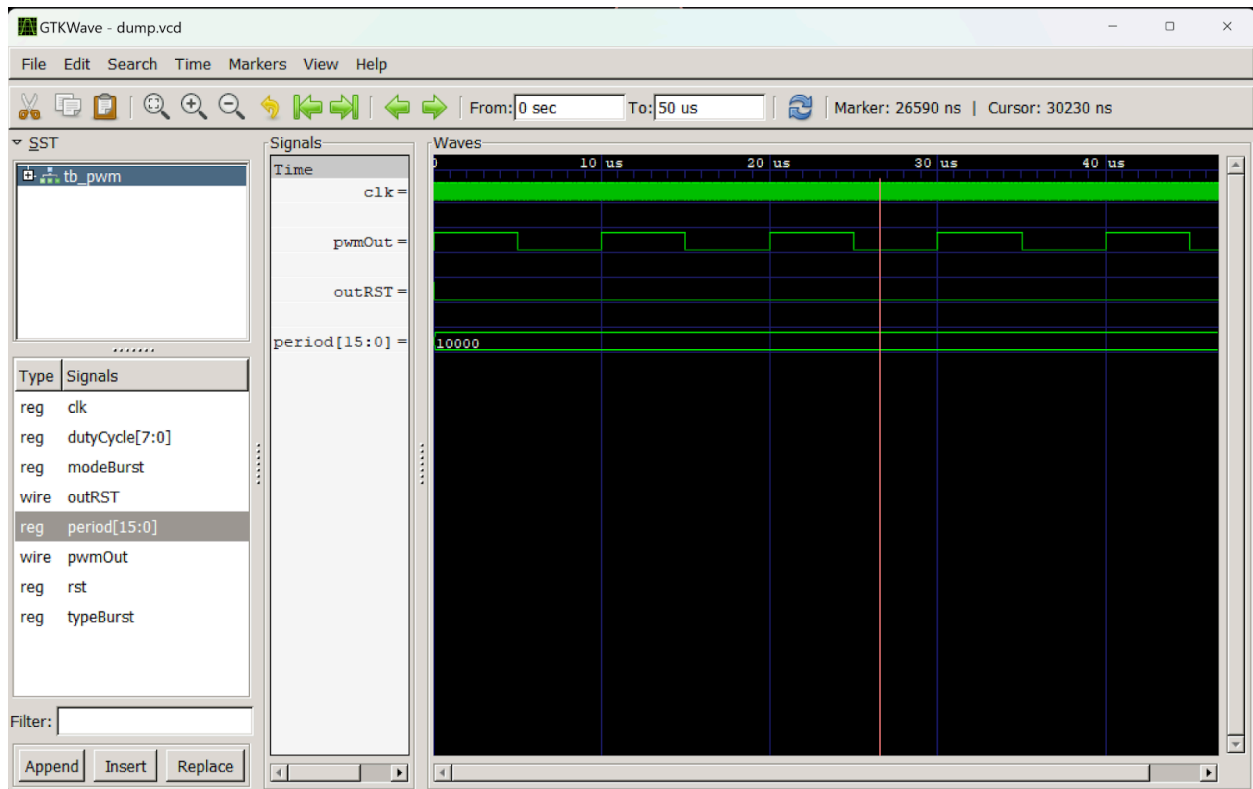 GTKWave - dump.vcd
File Edit Search Time Markers View Help
From: 0 sec To: 50 us Marker: 26590 ns | Cursor: 30230 ns
SST
tb_pwm
Type Signals
reg clk
reg dutyCycle[7:0]
reg modeBurst
wire outRST
reg period[15:0]
wire pwmOut
reg rst
reg typeBurst
Filter:
Append Insert Replace
Signals
Time
clk =
pwmOut =
outRST =
period[15:0] =
Waves
0 10 us 20 us 30 us 40 us
10000